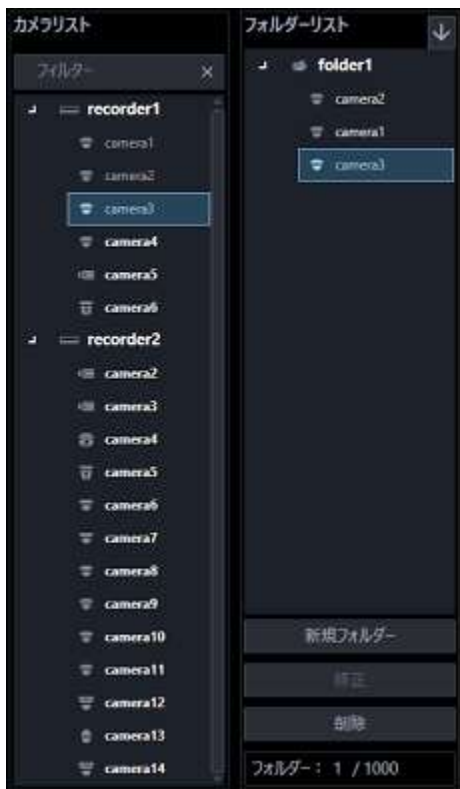 カメラリスト
フィルター ×
recorder1
camera1
camera2
camera3
camera4
camera5
camera6
recorder2
camera2
camera3
camera4
camera5
camera6
camera7
camera8
camera9
camera10
camera11
camera12
camera13
camera14
フォルダーリスト
folder1
camera2
camera1
camera3
新規フォルダー
修正
削除
フォルダー： 1 / 1000